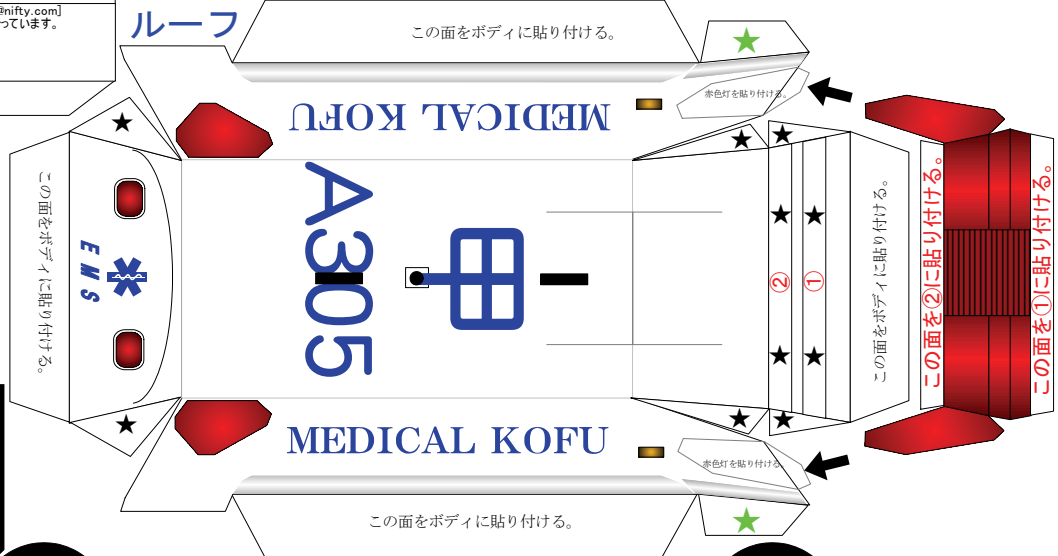 @nifty.com]
っています。
ルーフ
この面をボディに貼り付ける。
赤色灯を貼り付ける。
MEDICAL KOFU
この面をボディに貼り付ける。
EMS
A305
甲
②
①
この面をボディに貼り付ける。
この面を②に貼り付ける。
この面を①に貼り付ける。
MEDICAL KOFU
赤色灯を貼り付ける。
この面をボディに貼り付ける。